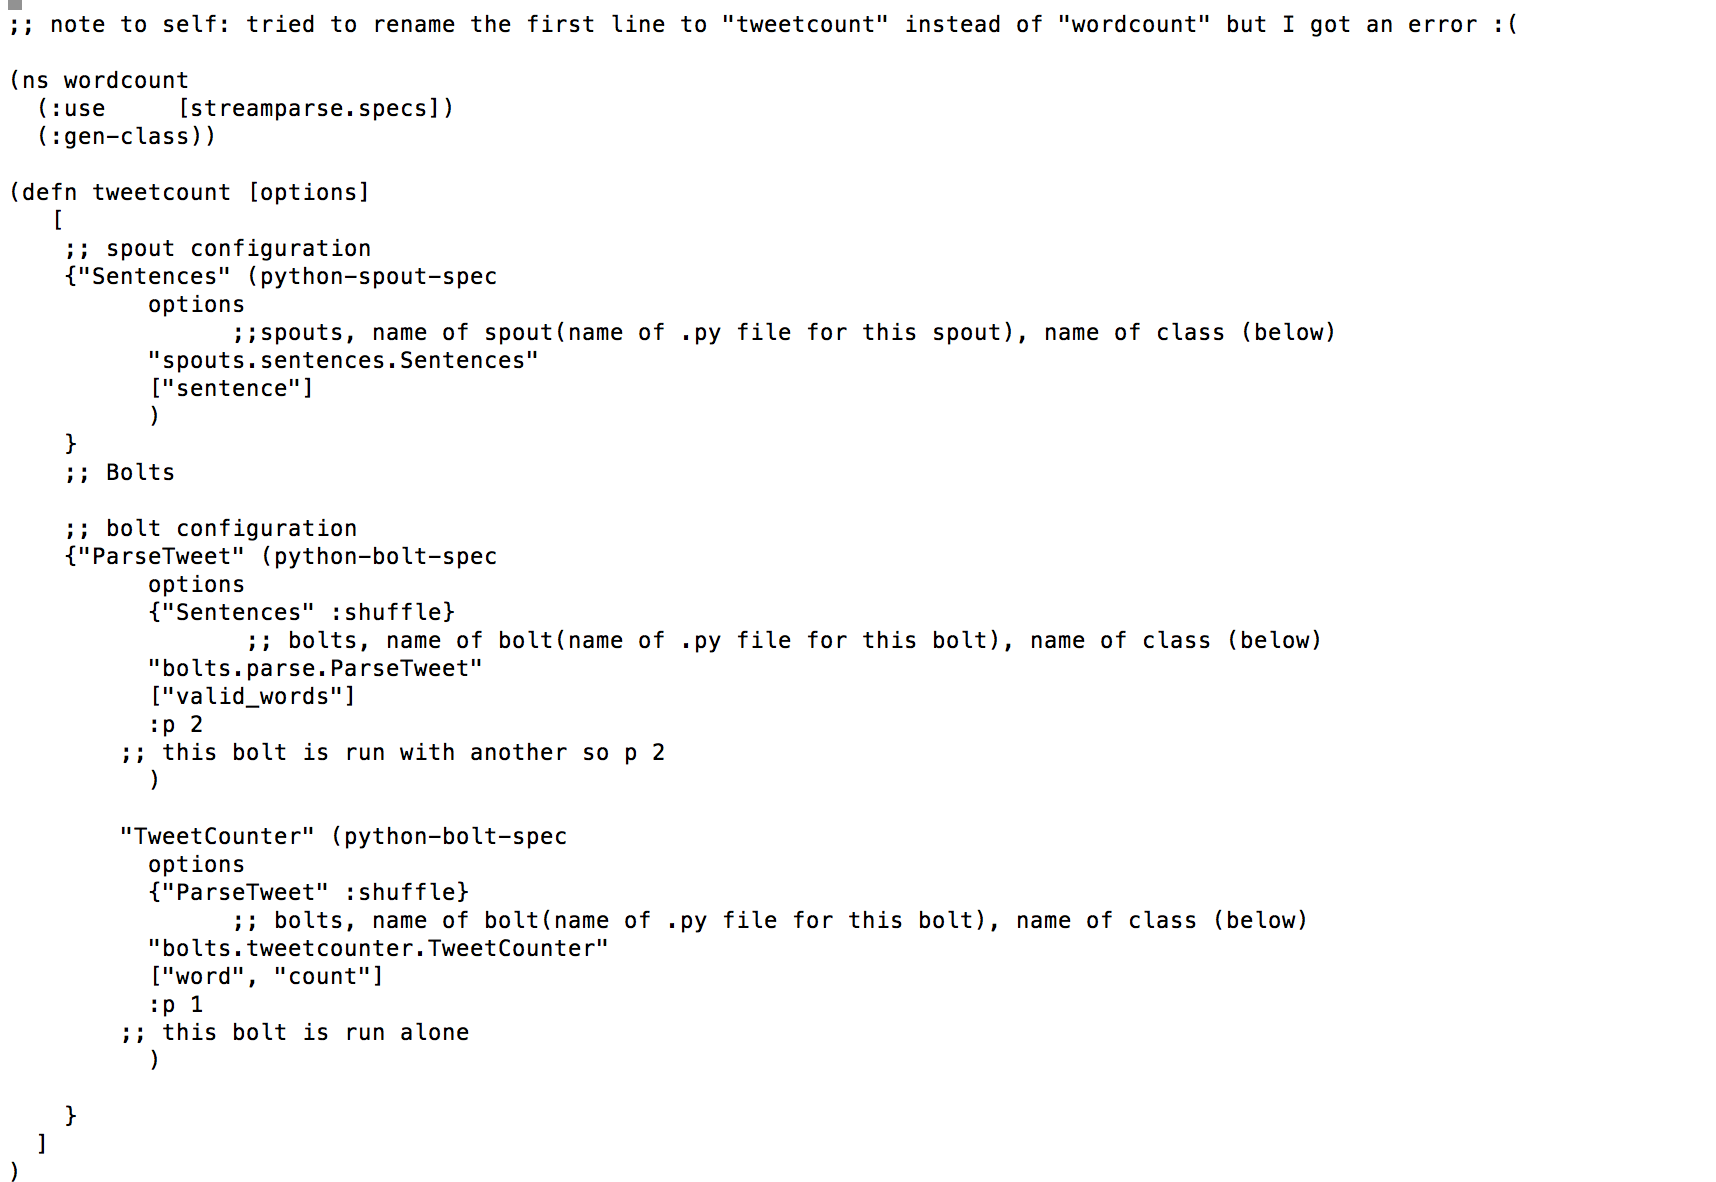 ;; note to self: tried to rename the first line to "tweetcount" instead of "wordcount" but I got an error :(
(ns wordcount
(:use     [streamparse.specs])
(:gen-class))
(defn tweetcount [options]
[
;; spout configuration
{"Sentences" (python-spout-spec
options
;;spouts, name of spout(name of .py file for this spout), name of class (below)
"spouts.sentences.Sentences"
["sentence"]
)
}
;; Bolts
;; bolt configuration
{"ParseTweet" (python-bolt-spec
options
{"Sentences" :shuffle}
;; bolts, name of bolt(name of .py file for this bolt), name of class (below)
"bolts.parse.ParseTweet"
["valid_words"]
:p 2
;; this bolt is run with another so p 2
)
"TweetCounter" (python-bolt-spec
options
{"ParseTweet" :shuffle}
;; bolts, name of bolt(name of .py file for this bolt), name of class (below)
"bolts.tweetcounter.TweetCounter"
["word", "count"]
:p 1
;; this bolt is run alone
)
}
]
)